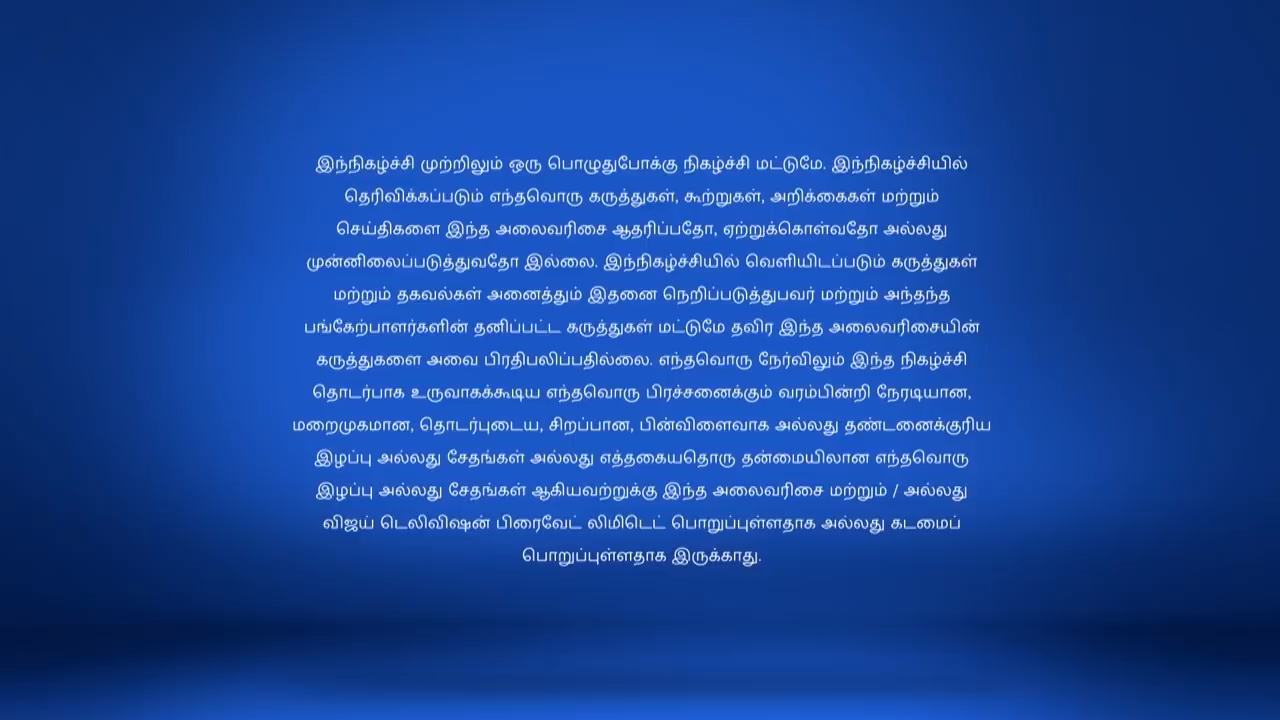 இந்நிகழ்ச்சி முற்றிலும் ஒரு பொழுதுபோக்கு நிகழ்ச்சி மட்டுமே. இந்நிகழ்ச்சியில்
தெரிவிக்கப்படும் எந்தவொரு கருத்துகள், கூற்றுகள், அறிக்கைகள் மற்றும்
செய்திகளை இந்த அலைவரிசை ஆதரிப்பதோ, ஏற்றுக்கொள்வதோ அல்லது
முன்னிலைப்படுத்துவதோ இல்லை. இந்நிகழ்ச்சியில் வெளியிடப்படும் கருத்துகள்
மற்றும் தகவல்கள் அனைத்தும் இதனை நெறிப்படுத்துபவர் மற்றும் அந்தந்த
பங்கேற்பாளர்களின் தனிப்பட்ட கருத்துகள் மட்டுமே தவிர இந்த அலைவரிசையின்
கருத்துகளை அவை பிரதிபலிப்பதில்லை. எந்தவொரு நேர்விலும் இந்த நிகழ்ச்சி
தொடர்பாக உருவாகக்கூடிய எந்தவொரு பிரச்சனைக்கும் வரம்பின்றி நேரடியான,
மறைமுகமான, தொடர்புடைய, சிறப்பான, பின்விளைவாக அல்லது தண்டனைக்குரிய
இழப்பு அல்லது சேதங்கள் அல்லது எத்தகையதொரு தன்மையிலான எந்தவொரு
இழப்பு அல்லது சேதங்கள் ஆகியவற்றுக்கு இந்த அலைவரிசை மற்றும் / அல்லது
விஜய் டெலிவிஷன் பிரைவேட் லிமிடெட் பொறுப்புள்ளதாக அல்லது கடமைப்
பொறுப்புள்ளதாக இருக்காது.